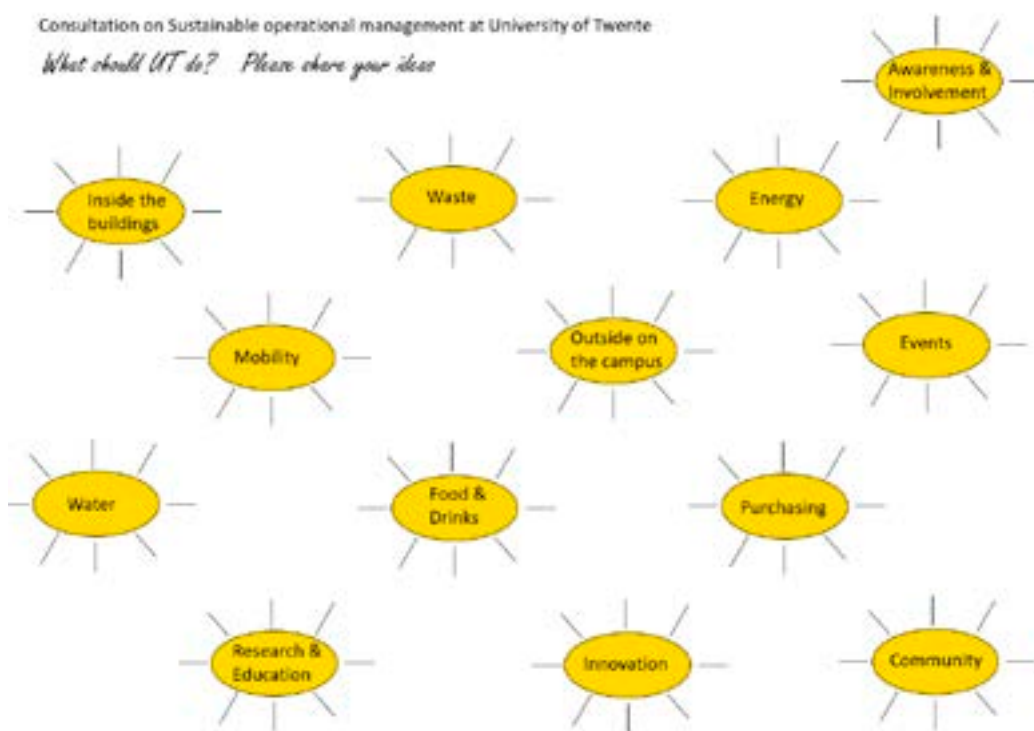 Consultation on Sustainable operational management at University of Twente
What should UT do? Please share your ideas
Awareness &
Involvement
Inside the
buildings
Waste
Energy
Mobility
Outside on
the campus
Events
Water
Food &
Drinks
Purchasing
Research &
Education
Innovation
Community